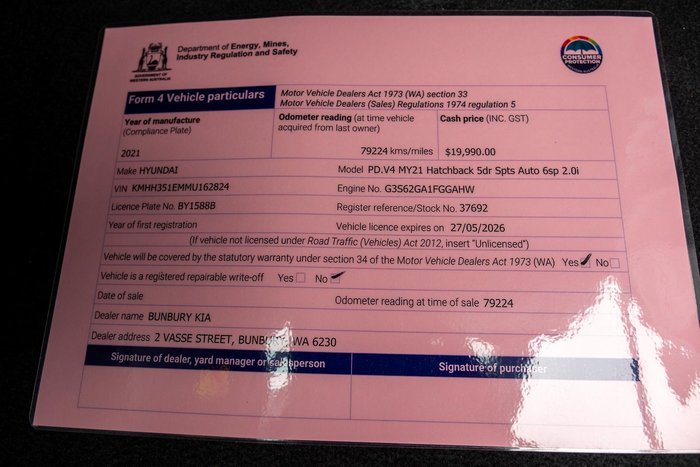 Department of Energy, Mines,
Industry Regulation and Safety
GOVERNMENT OF
WESTERN AUSTRALIA
CONSUMER
PROTECTION
Form 4 Vehicle particulars
Motor Vehicle Dealers Act 1973 (WA) section 33
Motor Vehicle Dealers (Sales) Regulations 1974 regulation 5
Year of manufacture
(Compliance Plate)
2021
Odometer reading (at time vehicle
acquired from last owner)
79224 kms/miles
Cash price (INC. GST)
$19,990.00
Make HYUNDAI
Model PD.V4 MY21 Hatchback 5dr Spts Auto 6sp 2.0i
VIN KMHH351EMMU162824
Engine No. G3S62GA1FGGAHW
Licence Plate No. BY1588B
Register reference/Stock No. 37692
Year of first registration
Vehicle licence expires on 27/05/2026
(If vehicle not licensed under Road Traffic (Vehicles) Act 2012, insert "Unlicensed")
Vehicle will be covered by the statutory warranty under section 34 of the Motor Vehicle Dealers Act 1973 (WA) Yes No
Vehicle is a registered repairable write-off Yes No
Date of sale
Odometer reading at time of sale 79224
Dealer name BUNBURY KIA
Dealer address 2 VASSE STREET, BUNBURY, WA 6230
Signature of dealer, yard manager or salesperson
Signature of purchaser